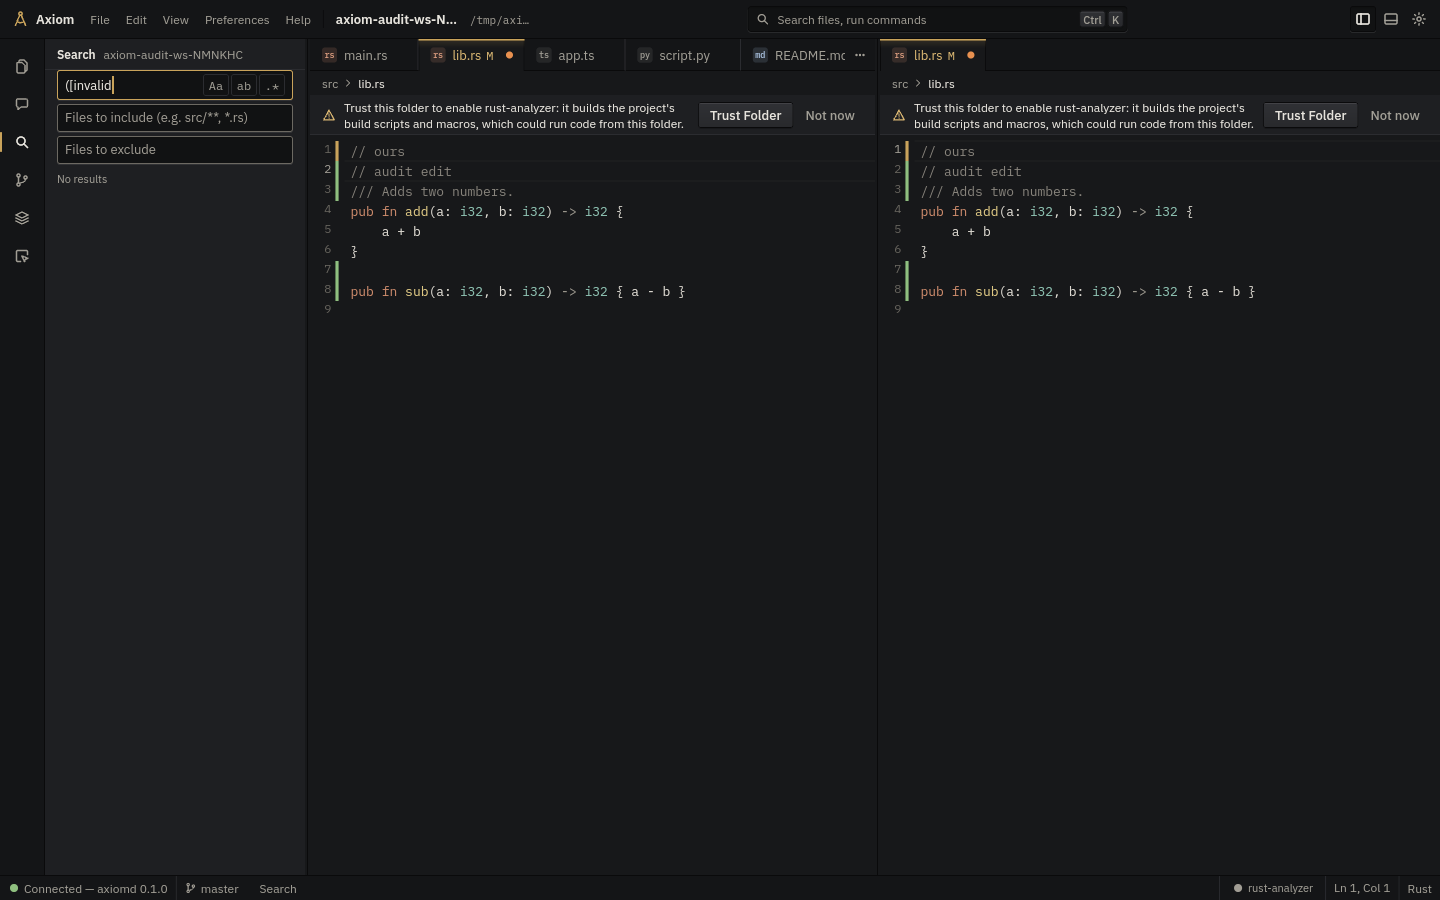 Axiom File Edit View Preferences Help axiom-audit-ws-N... /tmp/axi... Search files, run commands Ctrl K
Search axiom-audit-ws-NMNKHC
([invalid Aa ab .*
Files to include (e.g. src/**, *.rs)
Files to exclude
No results
rs main.rs rs lib.rs M ts app.ts py script.py md README.mc ···
src > lib.rs
Trust this folder to enable rust-analyzer: it builds the project's
build scripts and macros, which could run code from this folder.
Trust Folder Not now
1 // ours
2 // audit edit
3 /// Adds two numbers.
4 pub fn add(a: i32, b: i32) -> i32 {
5     a + b
6 }
7
8 pub fn sub(a: i32, b: i32) -> i32 { a - b }
9
rs lib.rs M
src > lib.rs
Trust this folder to enable rust-analyzer: it builds the project's
build scripts and macros, which could run code from this folder.
Trust Folder Not now
1 // ours
2 // audit edit
3 /// Adds two numbers.
4 pub fn add(a: i32, b: i32) -> i32 {
5     a + b
6 }
7
8 pub fn sub(a: i32, b: i32) -> i32 { a - b }
9
Connected — axiomd 0.1.0 master Search rust-analyzer Ln 1, Col 1 Rust